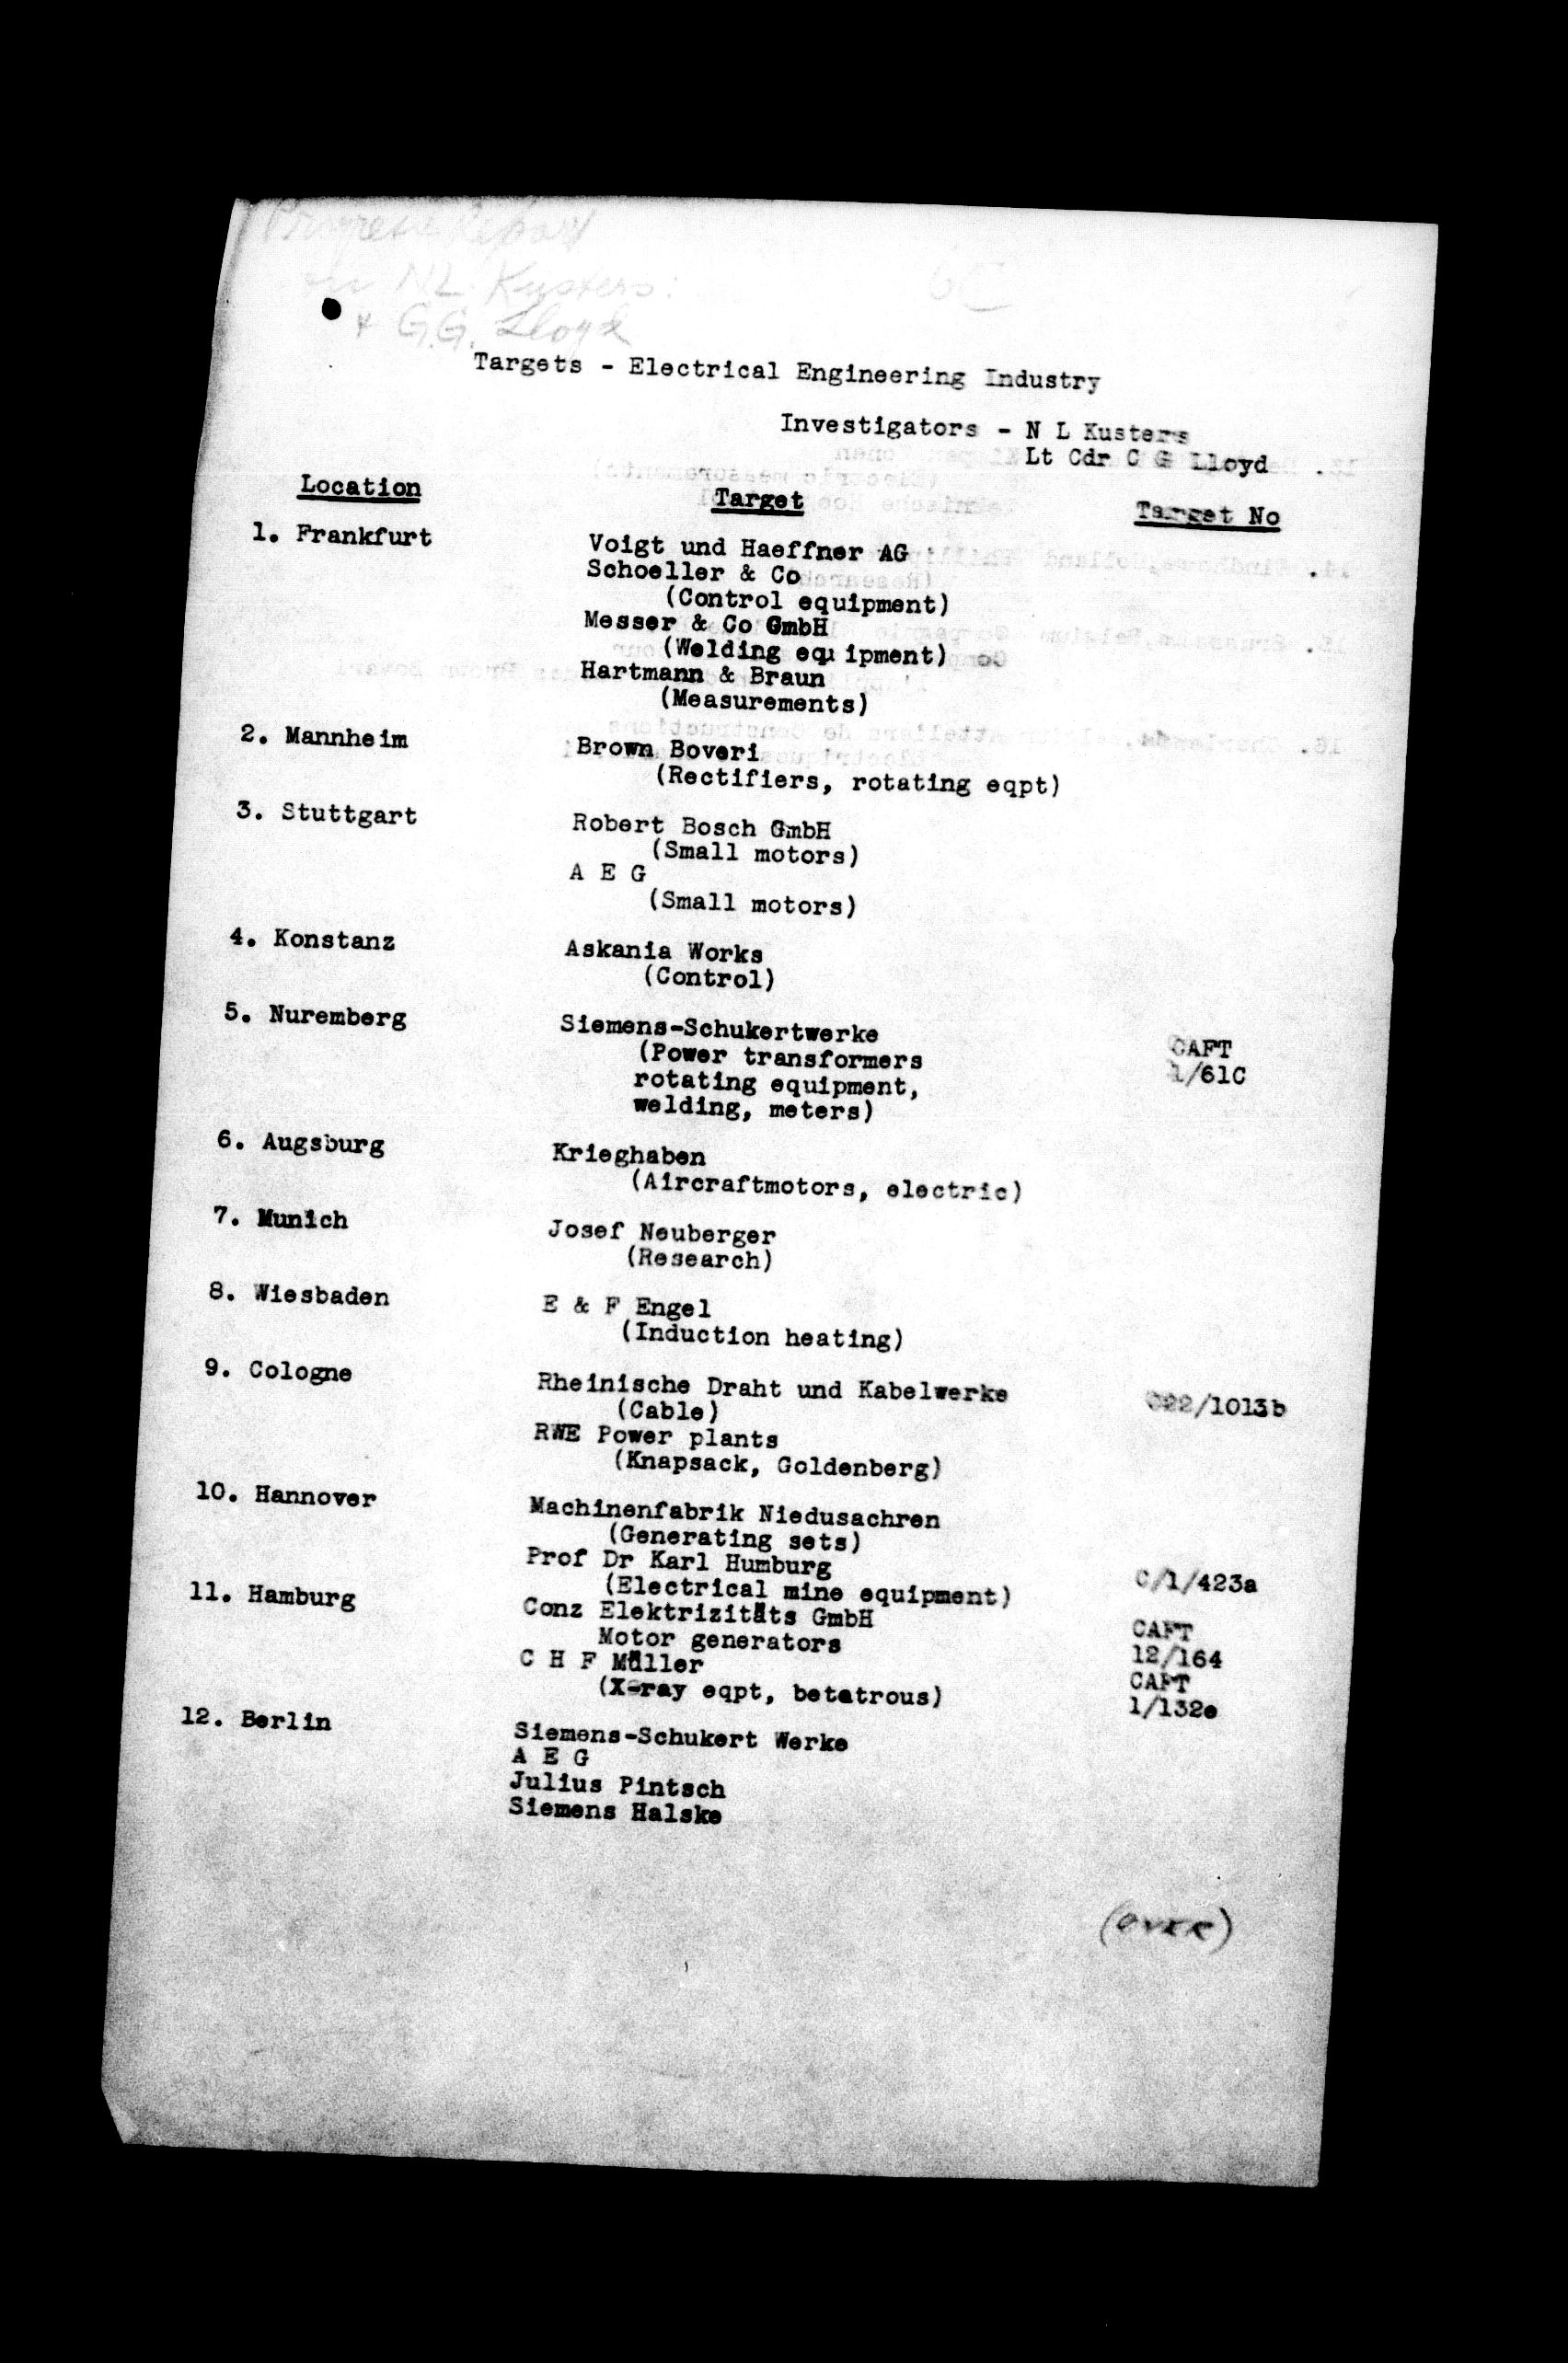 Progress Report
on NL Kusters:
& G.G. Lloyd
6C
Targets - Electrical Engineering Industry
Investigators - N L Kusters
Lt Cdr C G Lloyd
Location Target Target No
1. Frankfurt Voigt und Haeffner AG
Schoeller & Co
(Control equipment)
Messer & Co GmbH
(Welding equipment)
Hartmann & Braun
(Measurements)
2. Mannheim Brown Boveri
(Rectifiers, rotating eqpt)
3. Stuttgart Robert Bosch GmbH
(Small motors)
A E G
(Small motors)
4. Konstanz Askania Works
(Control)
5. Nuremberg Siemens-Schukertwerke CAFT
(Power transformers 1/61C
rotating equipment,
welding, meters)
6. Augsburg Krieghaben
(Aircraftmotors, electric)
7. Munich Josef Neuberger
(Research)
8. Wiesbaden E & F Engel
(Induction heating)
9. Cologne Rheinische Draht und Kabelwerke C22/1013b
(Cable)
RWE Power plants
(Knapsack, Goldenberg)
10. Hannover Machinenfabrik Niedusachren
(Generating sets)
Prof Dr Karl Humburg C/1/423a
(Electrical mine equipment)
11. Hamburg Conz Elektrizitäts GmbH CAFT
Motor generators 12/164
C H F Müller CAFT
(X-ray eqpt, betatrous) 1/132e
12. Berlin Siemens-Schukert Werke
A E G
Julius Pintsch
Siemens Halske
(OVER)